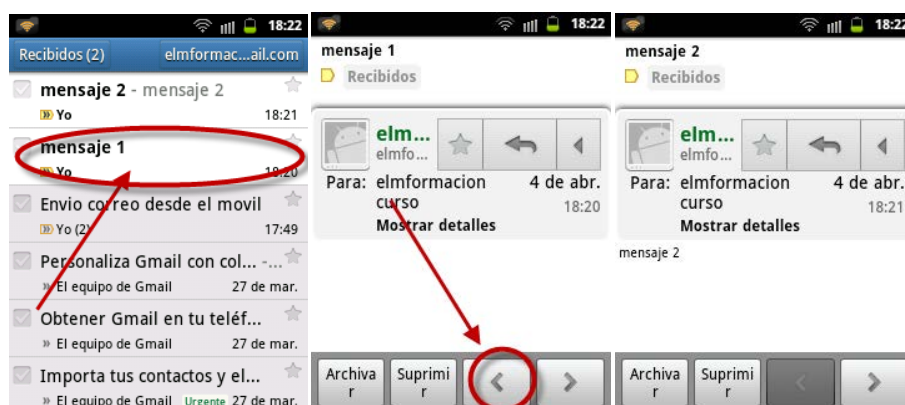 18:22
Recibidos (2) elmformac...ail.com
mensaje 2 - mensaje 2
Yo 18:21
mensaje 1
Yo 18:20
Envio correo desde el movil
Yo (2) 17:49
Personaliza Gmail con col... -...
El equipo de Gmail 27 de mar.
Obtener Gmail en tu teléf...
El equipo de Gmail 27 de mar.
Importa tus contactos y el...
El equipo de Gmail Urgente 27 de mar.
18:22
mensaje 1
Recibidos
elm...
elmfo...
Para: elmformacion 4 de abr.
curso 18:20
Mostrar detalles
Archiva
r
Suprimi
r
18:22
mensaje 2
Recibidos
elm...
elmfo...
Para: elmformacion 4 de abr.
curso 18:21
Mostrar detalles
mensaje 2
Archiva
r
Suprimi
r